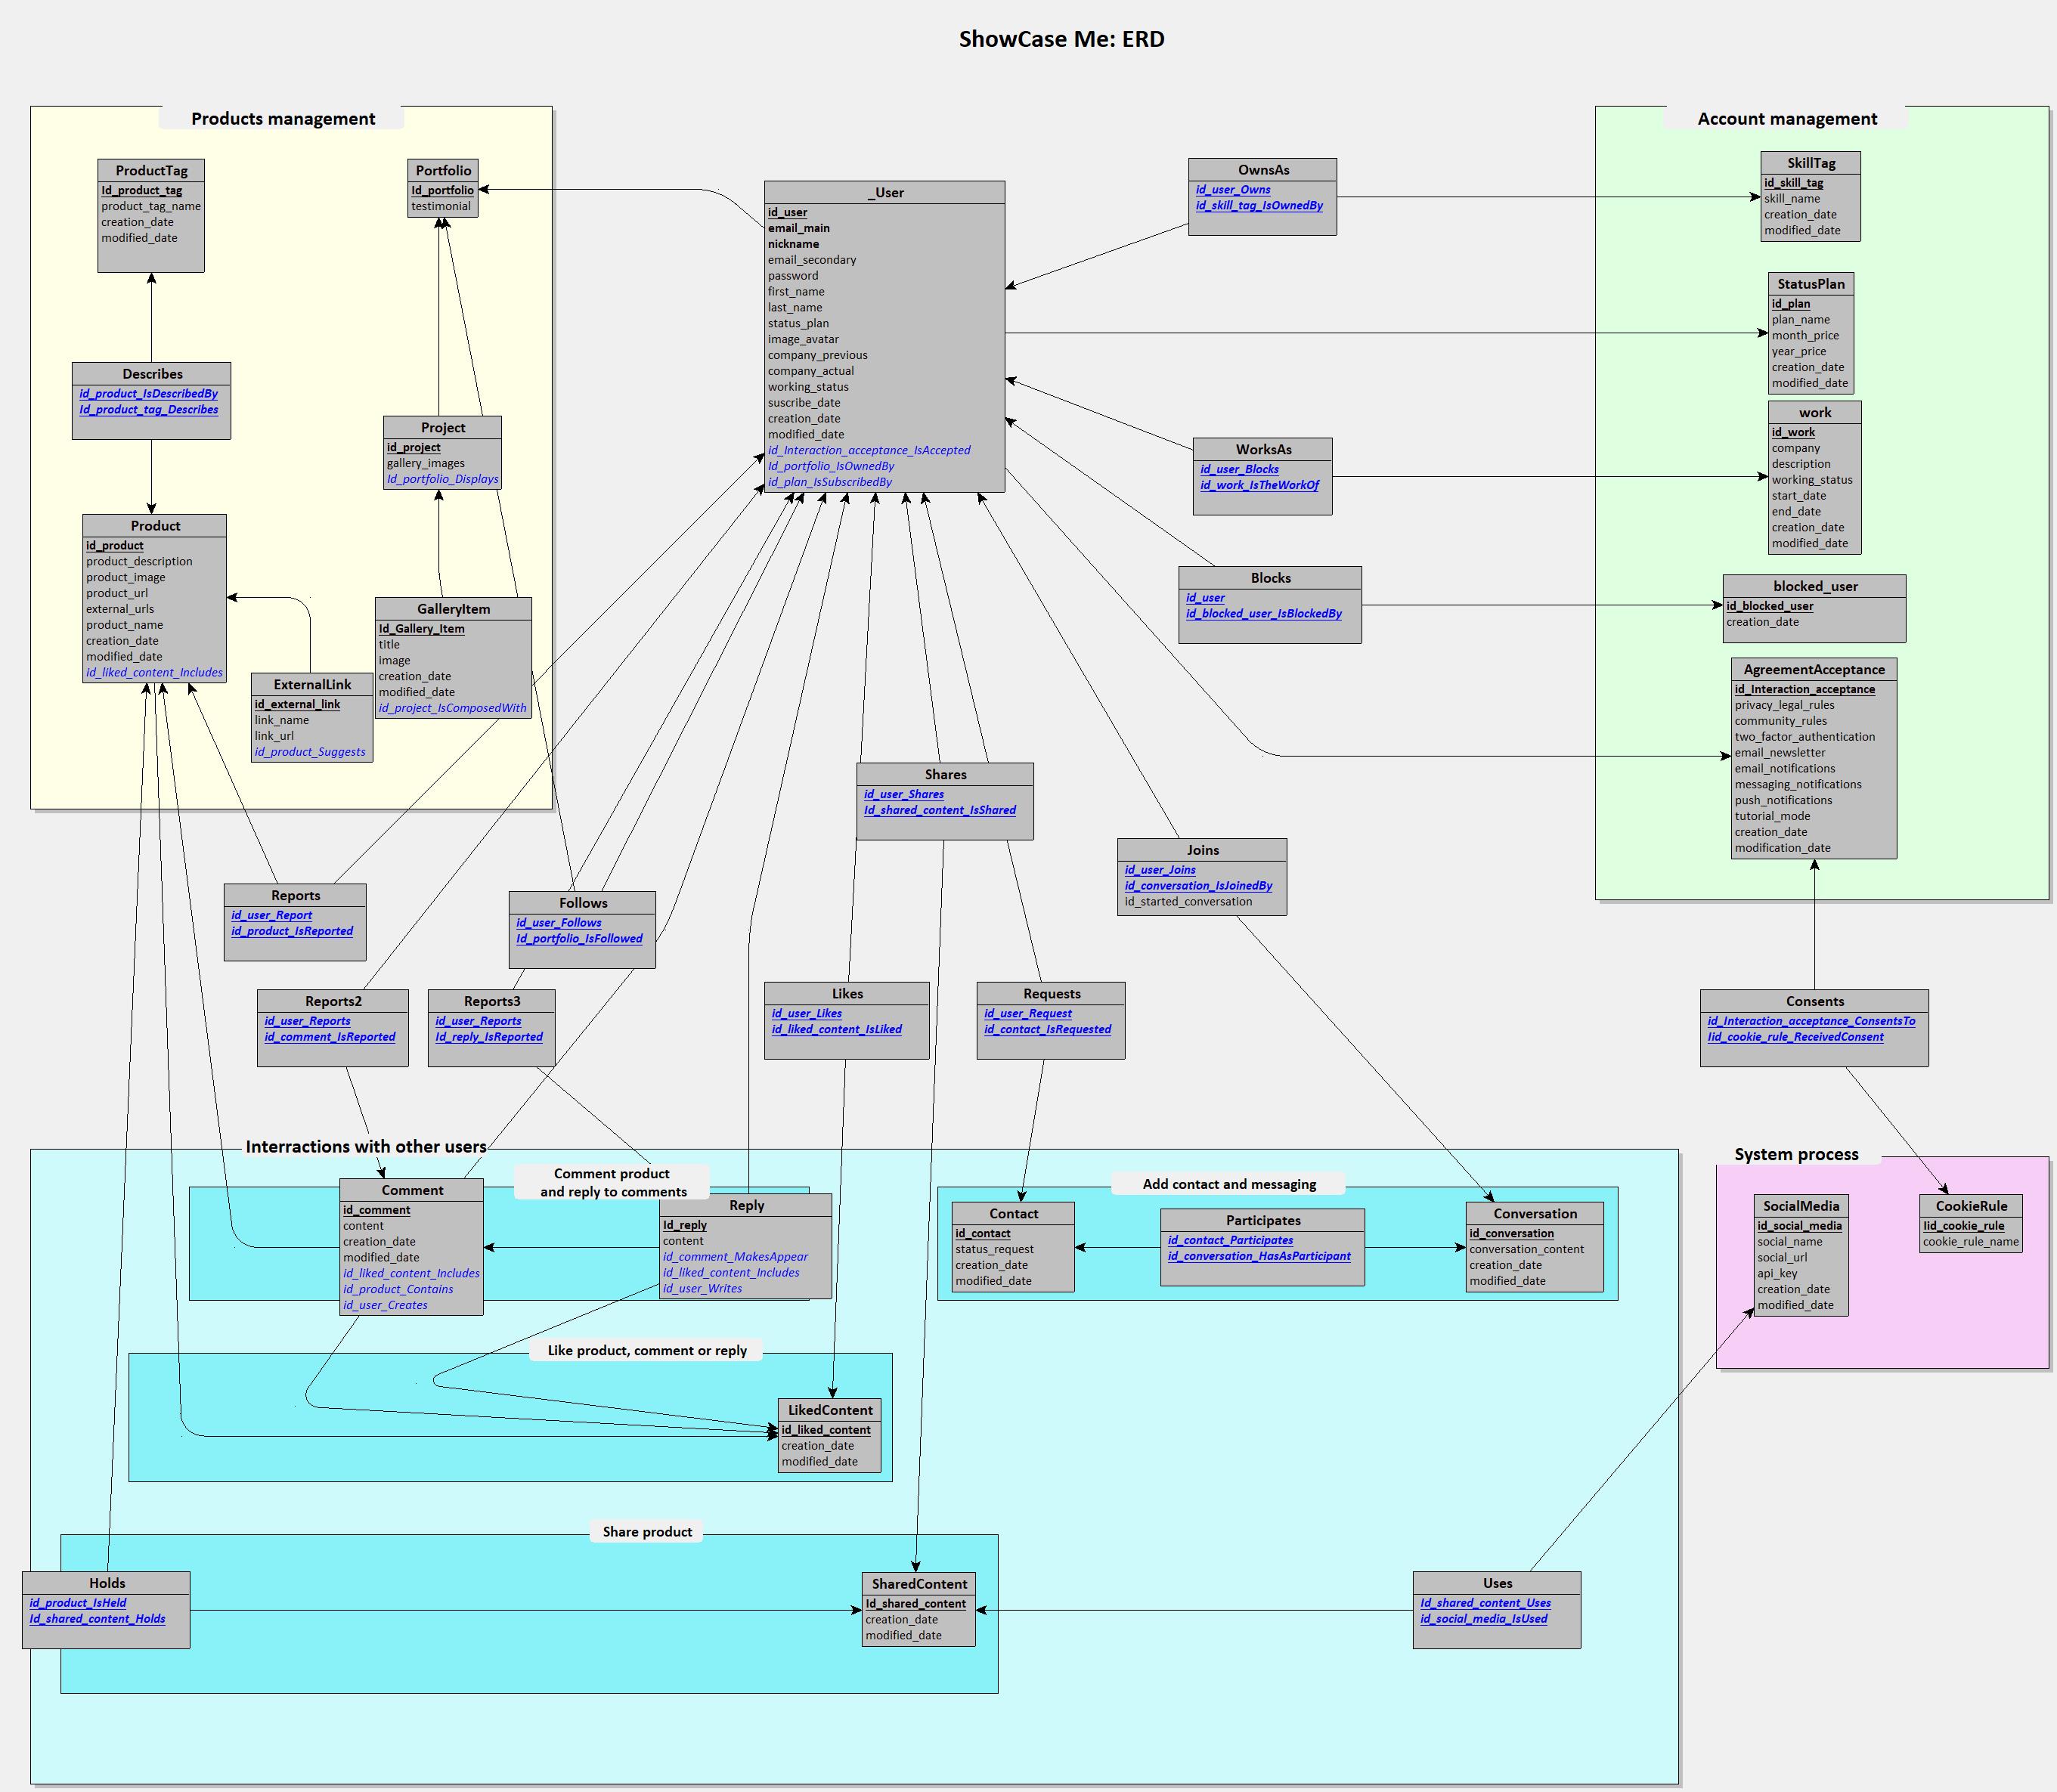 ShowCase Me: ERD
Products management
ProductTag
Id_product_tag
product_tag_name
creation_date
modified_date
Portfolio
Id_portfolio
testimonial
Describes
id_product_IsDescribedBy
Id_product_tag_Describes
Project
id_project
gallery_images
Id_portfolio_Displays
Product
id_product
product_description
product_image
product_url
external_urls
product_name
creation_date
modified_date
id_liked_content_Includes
GalleryItem
Id_Gallery_Item
title
image
creation_date
modified_date
id_project_IsComposedWith
ExternalLink
id_external_link
link_name
link_url
id_product_Suggests
_User
id_user
email_main
nickname
email_secondary
password
first_name
last_name
status_plan
image_avatar
company_previous
company_actual
working_status
suscribe_date
creation_date
modified_date
id_Interaction_acceptance_IsAccepted
Id_portfolio_IsOwnedBy
id_plan_IsSubscribedBy
OwnsAs
id_user_Owns
id_skill_tag_IsOwnedBy
WorksAs
id_user_Blocks
id_work_IsTheWorkOf
Blocks
id_user
id_blocked_user_IsBlockedBy
Account management
SkillTag
id_skill_tag
skill_name
creation_date
modified_date
StatusPlan
id_plan
plan_name
month_price
year_price
creation_date
modified_date
work
id_work
company
description
working_status
start_date
end_date
creation_date
modified_date
blocked_user
id_blocked_user
creation_date
AgreementAcceptance
id_Interaction_acceptance
privacy_legal_rules
community_rules
two_factor_authentication
email_newsletter
email_notifications
messaging_notifications
push_notifications
tutorial_mode
creation_date
modification_date
Shares
id_user_Shares
Id_shared_content_IsShared
Joins
id_user_Joins
id_conversation_IsJoinedBy
id_started_conversation
Reports
id_user_Report
id_product_IsReported
Follows
id_user_Follows
Id_portfolio_IsFollowed
Reports2
id_user_Reports
id_comment_IsReported
Reports3
id_user_Reports
Id_reply_IsReported
Likes
id_user_Likes
id_liked_content_IsLiked
Requests
id_user_Request
id_contact_IsRequested
Consents
id_Interaction_acceptance_ConsentsTo
Iid_cookie_rule_ReceivedConsent
Interractions with other users
Comment product
and reply to comments
Comment
id_comment
content
creation_date
modified_date
id_liked_content_Includes
id_product_Contains
id_user_Creates
Reply
Id_reply
content
id_comment_MakesAppear
id_liked_content_Includes
id_user_Writes
Add contact and messaging
Contact
id_contact
status_request
creation_date
modified_date
Participates
id_contact_Participates
id_conversation_HasAsParticipant
Conversation
id_conversation
conversation_content
creation_date
modified_date
System process
SocialMedia
id_social_media
social_name
social_url
api_key
creation_date
modified_date
CookieRule
Iid_cookie_rule
cookie_rule_name
Like product, comment or reply
LikedContent
id_liked_content
creation_date
modified_date
Share product
Holds
id_product_IsHeld
Id_shared_content_Holds
SharedContent
Id_shared_content
creation_date
modified_date
Uses
Id_shared_content_Uses
id_social_media_IsUsed